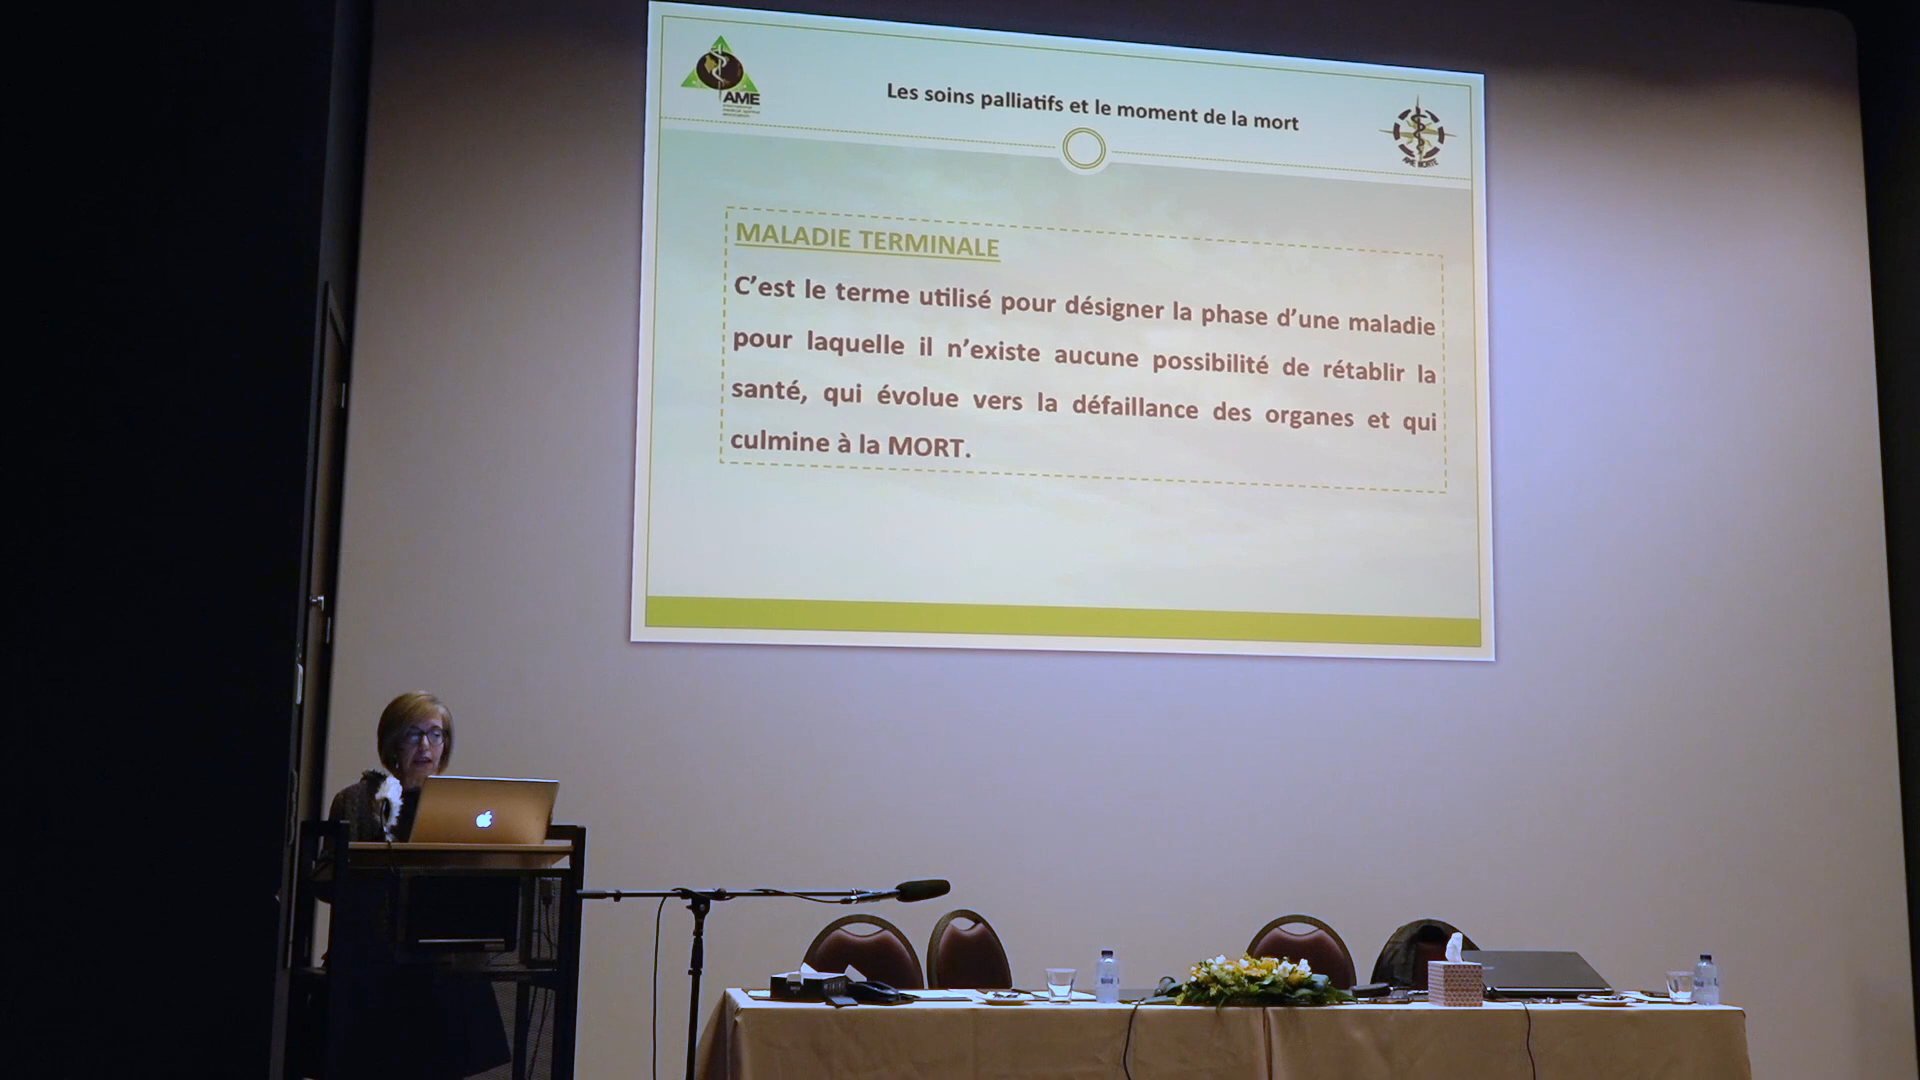 AME
Les soins palliatifs et le moment de la mort
AME NORTE
MALADIE TERMINALE
C’est le terme utilisé pour désigner la phase d’une maladie
pour laquelle il n’existe aucune possibilité de rétablir la
santé, qui évolue vers la défaillance des organes et qui
culmine à la MORT.